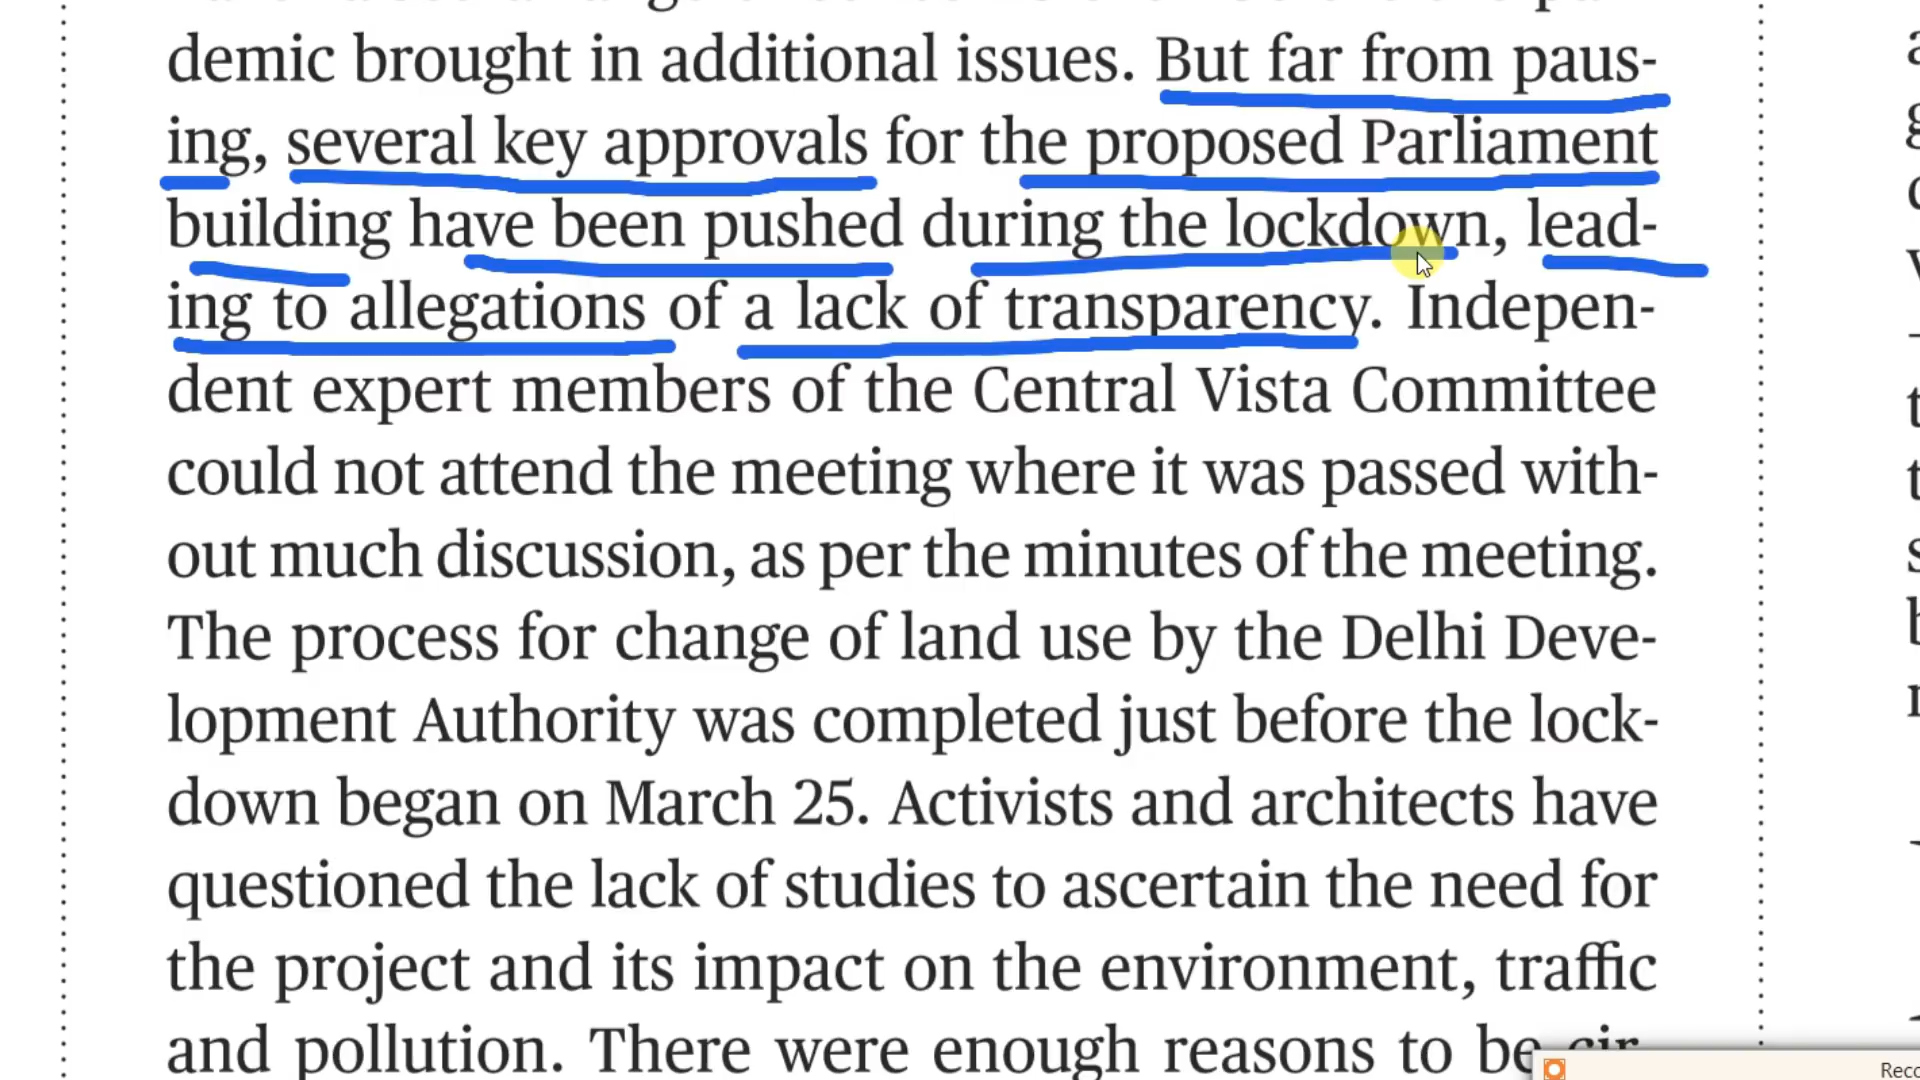 demic brought in additional issues. But far from paus-
ing, several key approvals for the proposed Parliament
building have been pushed during the lockdown, lead-
ing to allegations of a lack of transparency. Indepen-
dent expert members of the Central Vista Committee
could not attend the meeting where it was passed with-
out much discussion, as per the minutes of the meeting.
The process for change of land use by the Delhi Deve-
lopment Authority was completed just before the lock-
down began on March 25. Activists and architects have
questioned the lack of studies to ascertain the need for
the project and its impact on the environment, traffic
and pollution. There were enough reasons to be cir-
Reco